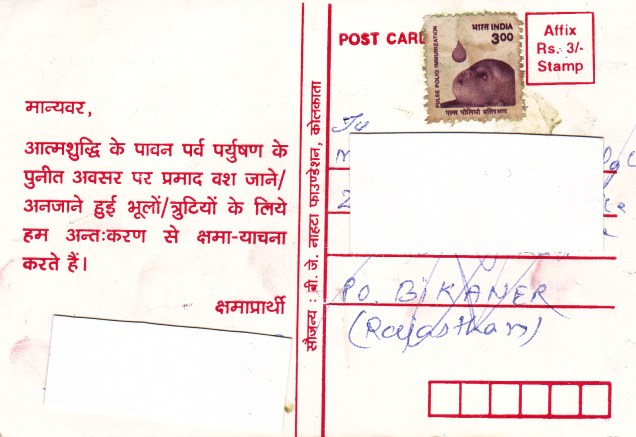 मान्यवर,
आत्मशुद्धि के पावन पर्व पर्युषण के
पुनीत अवसर पर प्रमाद वश जाने/
अनजाने हुई भूलों/त्रुटियों के लिये
हम अन्तःकरण से क्षमा-याचना
करते हैं।
क्षमाप्रार्थी
सौजन्य : बी. जे. नाहटा फाउण्डेशन, कोलकाता
POST CARD
भारत INDIA
3.00
PULSE POLIO IMMUNIZATION
पल्स पोलियो प्रतिरक्षण
Affix
Rs. 3/-
Stamp
To
PO. BIKANER
(Rajasthan)